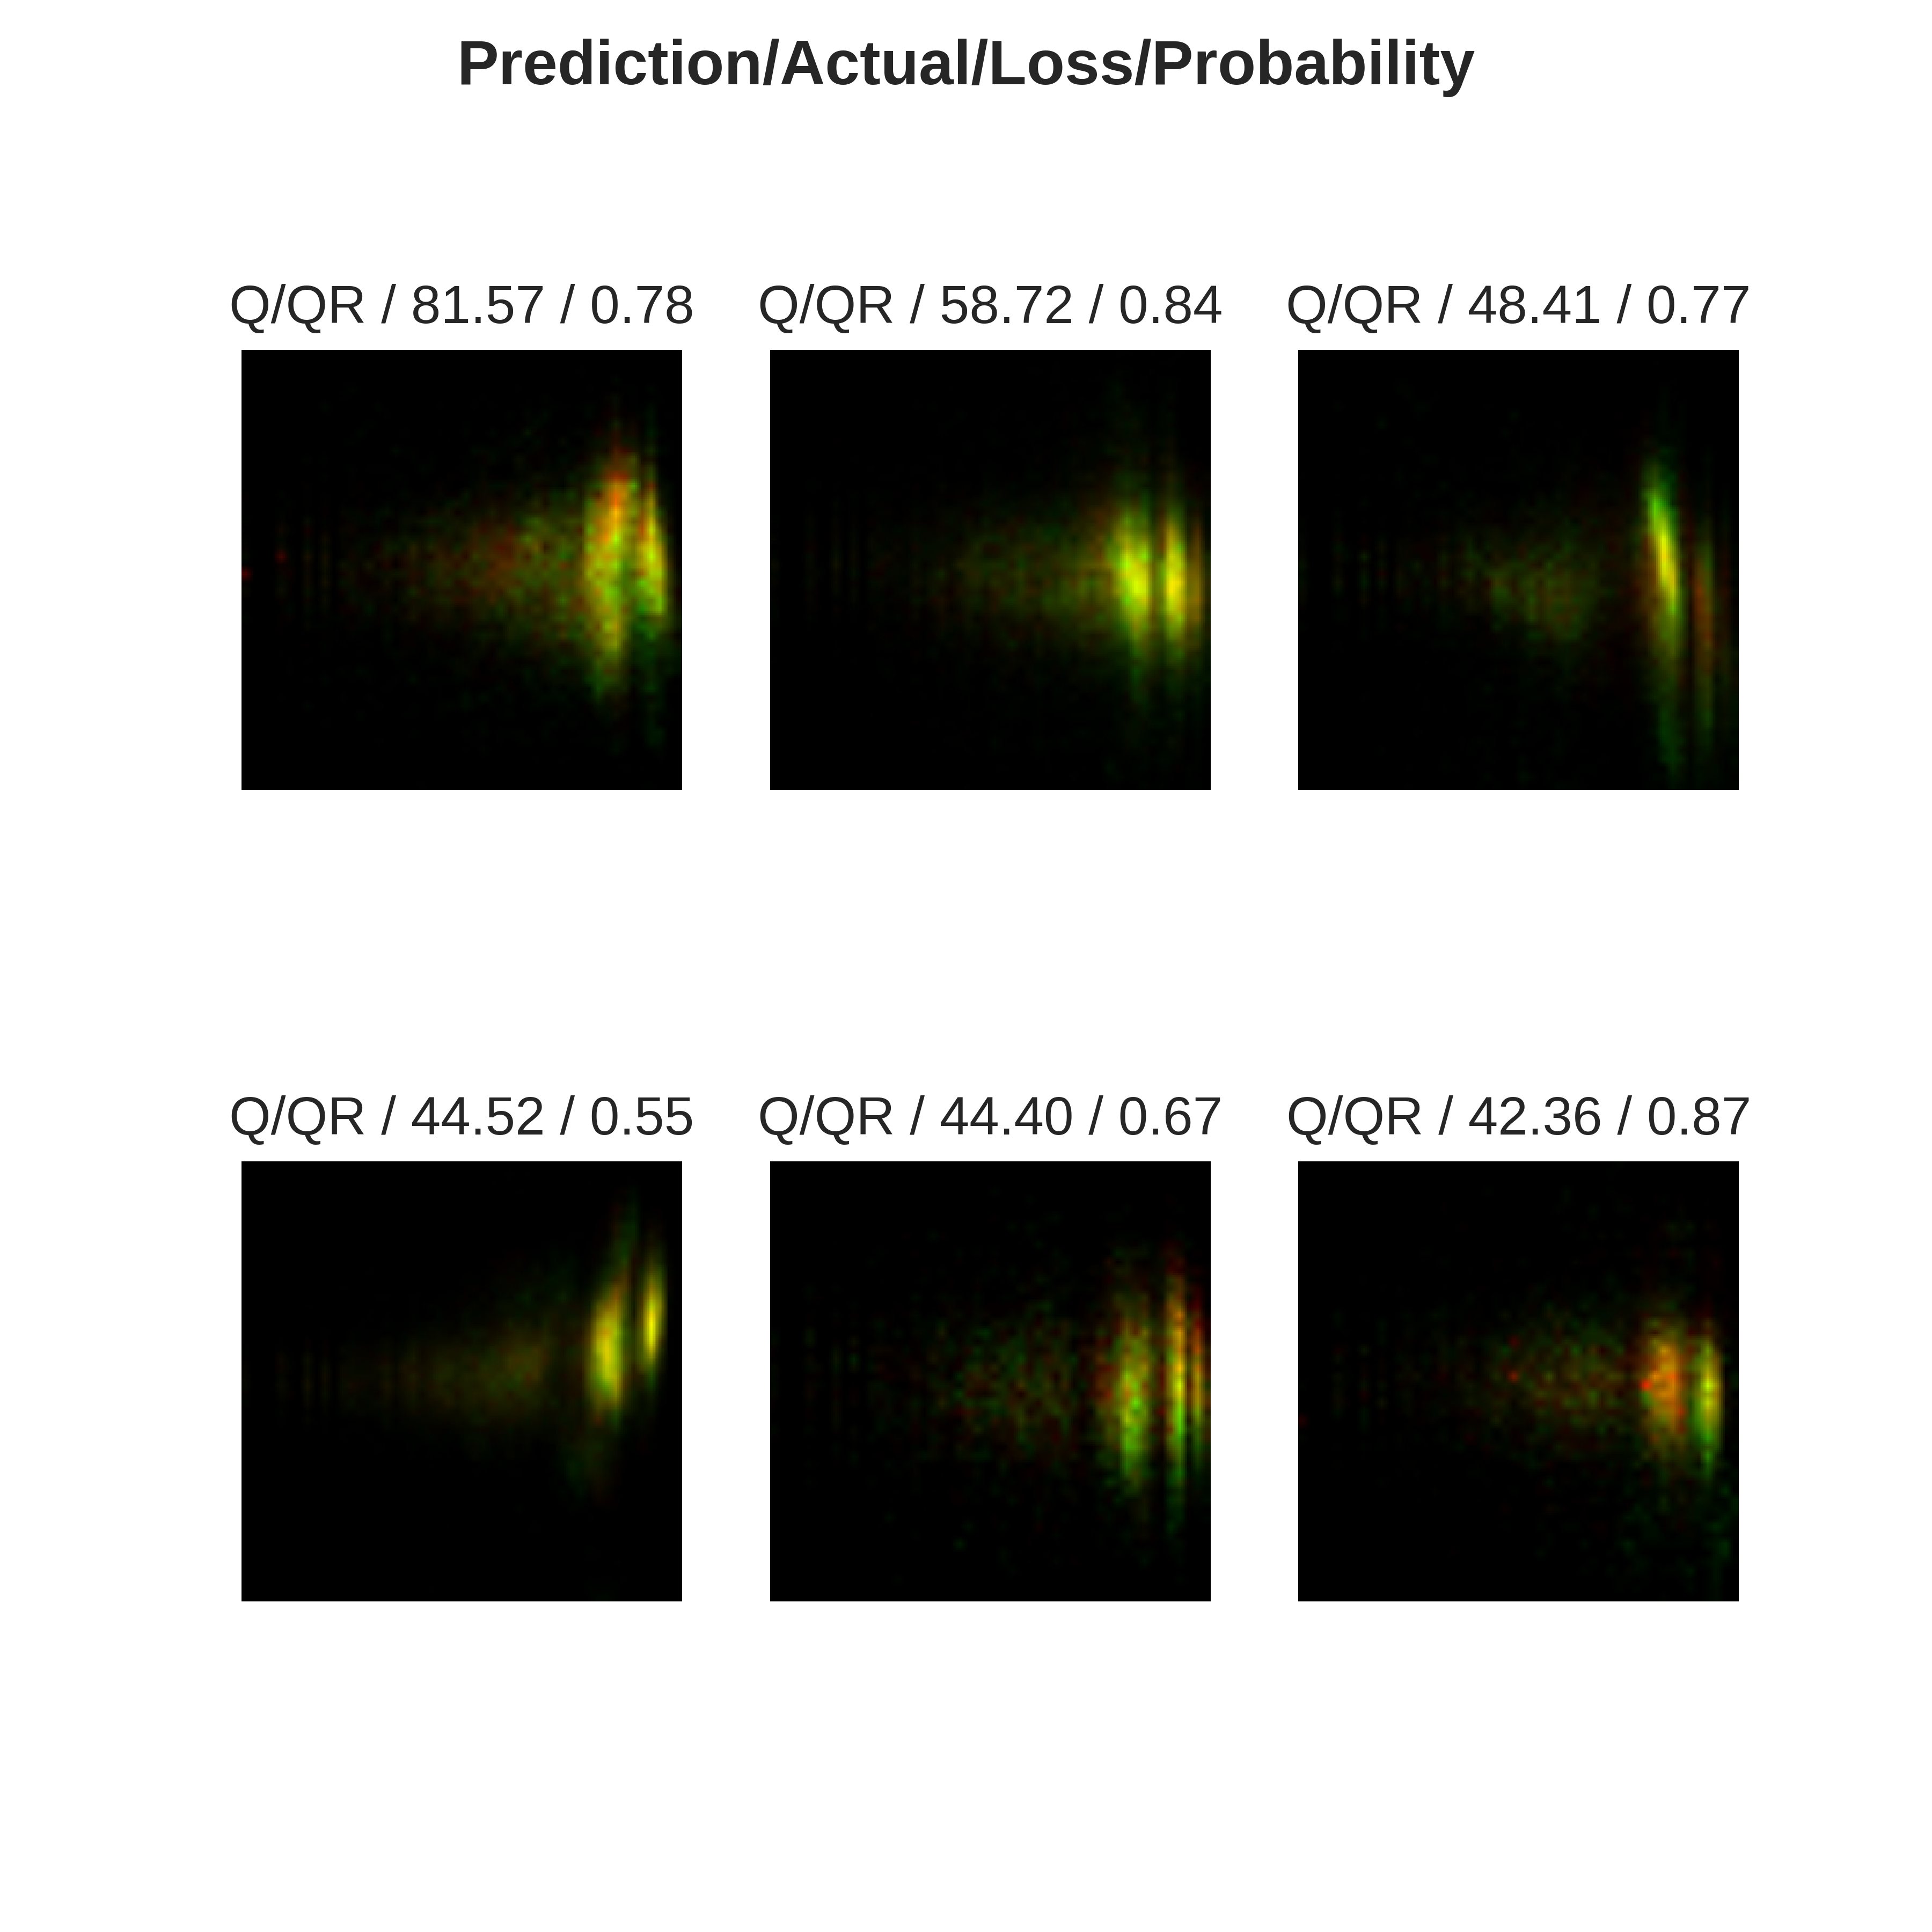 Prediction/Actual/Loss/Probability
Q/QR / 81.57 / 0.78
Q/QR / 58.72 / 0.84
Q/QR / 48.41 / 0.77
Q/QR / 44.52 / 0.55
Q/QR / 44.40 / 0.67
Q/QR / 42.36 / 0.87